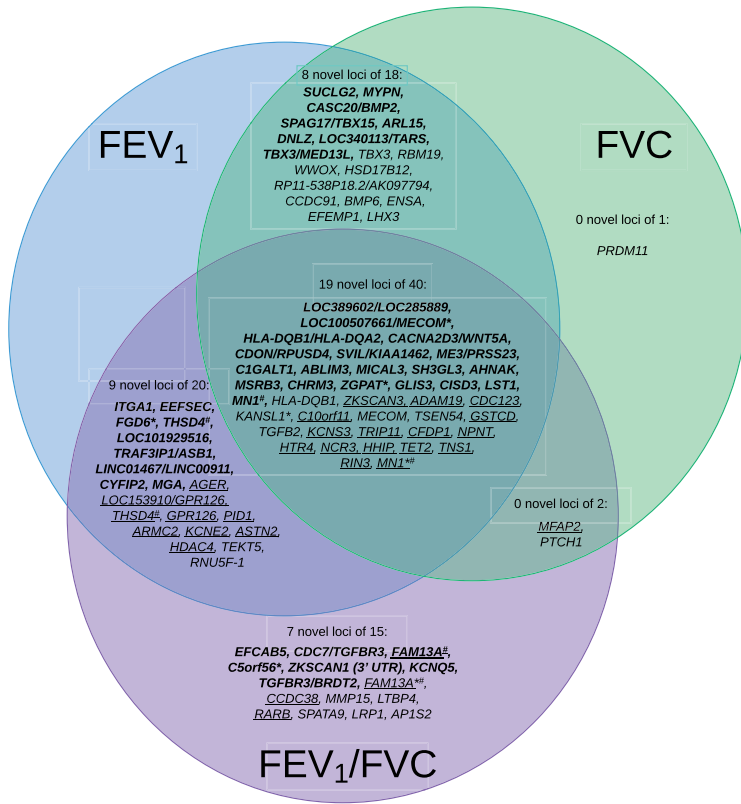 8 novel loci of 18:
SUCLG2, MYPN,
CASC20/BMP2,
SPAG17/TBX15, ARL15,
DNLZ, LOC340113/TARS,
TBX3/MED13L, TBX3, RBM19,
WWOX, HSD17B12,
RP11-538P18.2/AK097794,
CCDC91, BMP6, ENSA,
EFEMP1, LHX3
FEV₁
FVC
0 novel loci of 1:
PRDM11
19 novel loci of 40:
LOC389602/LOC285889,
LOC100507661/MECOM*,
HLA-DQB1/HLA-DQA2, CACNA2D3/WNT5A,
CDON/RPUSD4, SVIL/KIAA1462, ME3/PRSS23,
C1GALT1, ABLIM3, MICAL3, SH3GL3, AHNAK,
MSRB3, CHRM3, ZGPAT*, GLIS3, CISD3, LST1,
MN1#, HLA-DQB1, ZKSCAN3, ADAM19, CDC123,
KANSL1*, C10orf11, MECOM, TSEN54, GSTCD,
TGFB2, KCNS3, TRIP11, CFDP1, NPNT,
HTR4, NCR3, HHIP, TET2, TNS1,
RIN3, MN1*#
9 novel loci of 20:
ITGA1, EEFSEC,
FGD6*, THSD4#,
LOC101929516,
TRAF3IP1/ASB1,
LINC01467/LINC00911,
CYFIP2, MGA, AGER,
LOC153910/GPR126,
THSD4#, GPR126, PID1,
ARMC2, KCNE2, ASTN2,
HDAC4, TEKT5,
RNU5F-1
0 novel loci of 2:
MFAP2,
PTCH1
7 novel loci of 15:
EFCAB5, CDC7/TGFBR3, FAM13A#,
C5orf56*, ZKSCAN1 (3’ UTR), KCNQ5,
TGFBR3/BRDT2, FAM13A*#,
CCDC38, MMP15, LTBP4,
RARB, SPATA9, LRP1, AP1S2
FEV₁/FVC